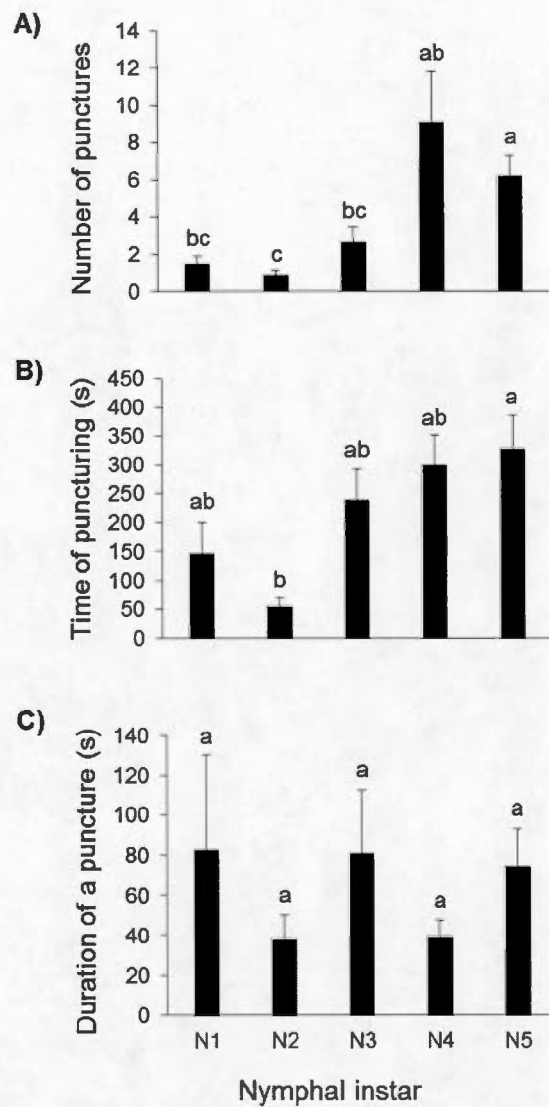 A)
Number of punctures
14
12
10
8
6
4
2
0
bc
c
bc
ab
a
B)
Time of puncturing (s)
450
400
350
300
250
200
150
100
50
0
ab
b
ab
ab
a
C)
Duration of a puncture (s)
140
120
100
80
60
40
20
0
a
a
a
a
a
N1 N2 N3 N4 N5
Nymphal instar